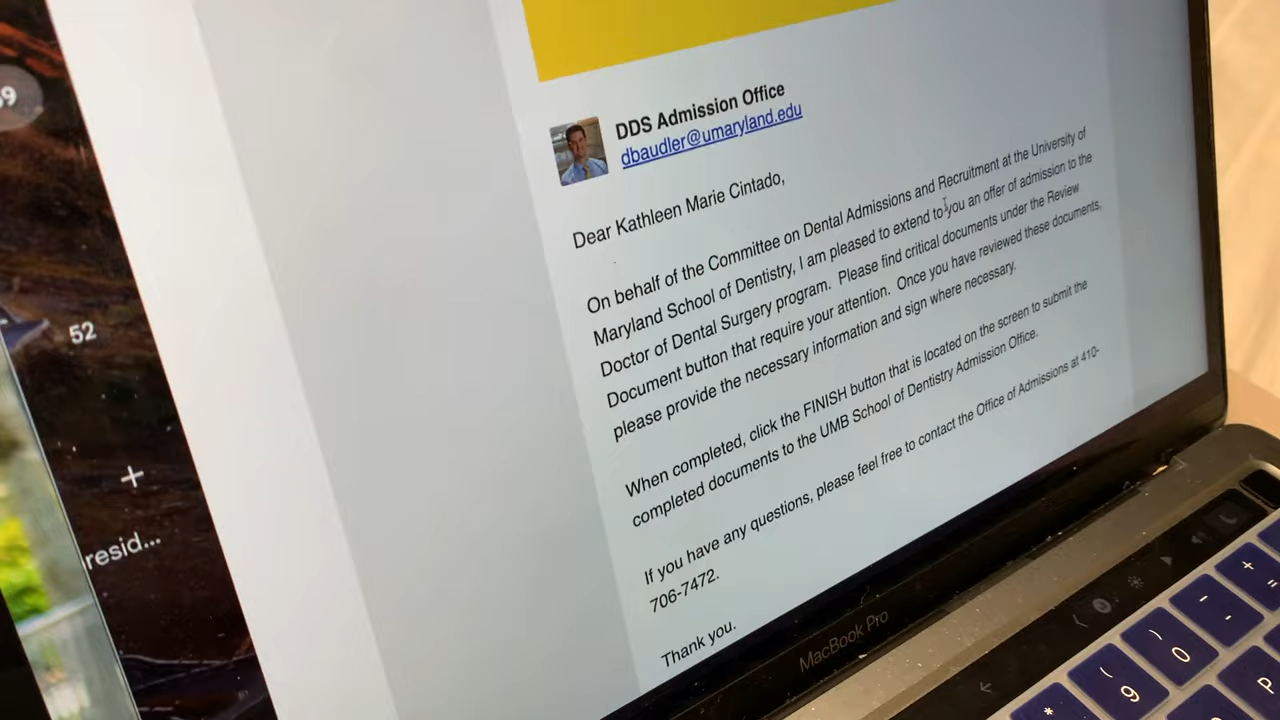 DDS Admission Office
dbaudler@umaryland.edu
Dear Kathleen Marie Cintado,
On behalf of the Committee on Dental Admissions and Recruitment at the University of
Maryland School of Dentistry, I am pleased to extend to you an offer of admission to the
Doctor of Dental Surgery program. Please find critical documents under the Review
Document button that require your attention. Once you have reviewed these documents,
please provide the necessary information and sign where necessary.
When completed, click the FINISH button that is located on the screen to submit the
completed documents to the UMB School of Dentistry Admission Office.
If you have any questions, please feel free to contact the Office of Admissions at 410-
706-7472.
Thank you.
52
+
resid...
MacBook Pro
+
=
-
)
0
(
9
*
P